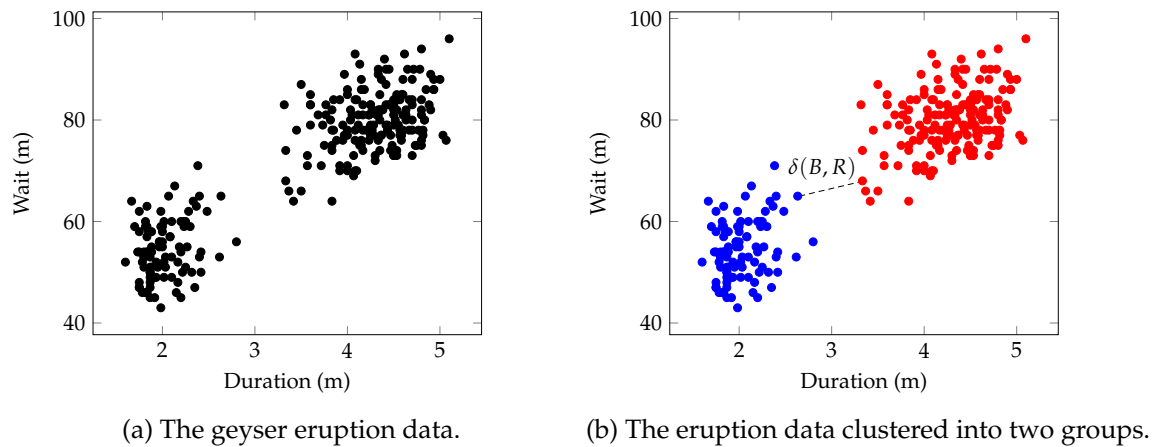 100
80
60
40
2
3
4
5
Wait (m)
Duration (m)
(a) The geyser eruption data.
100
80
60
40
2
3
4
5
Wait (m)
Duration (m)
δ(B, R)
(b) The eruption data clustered into two groups.